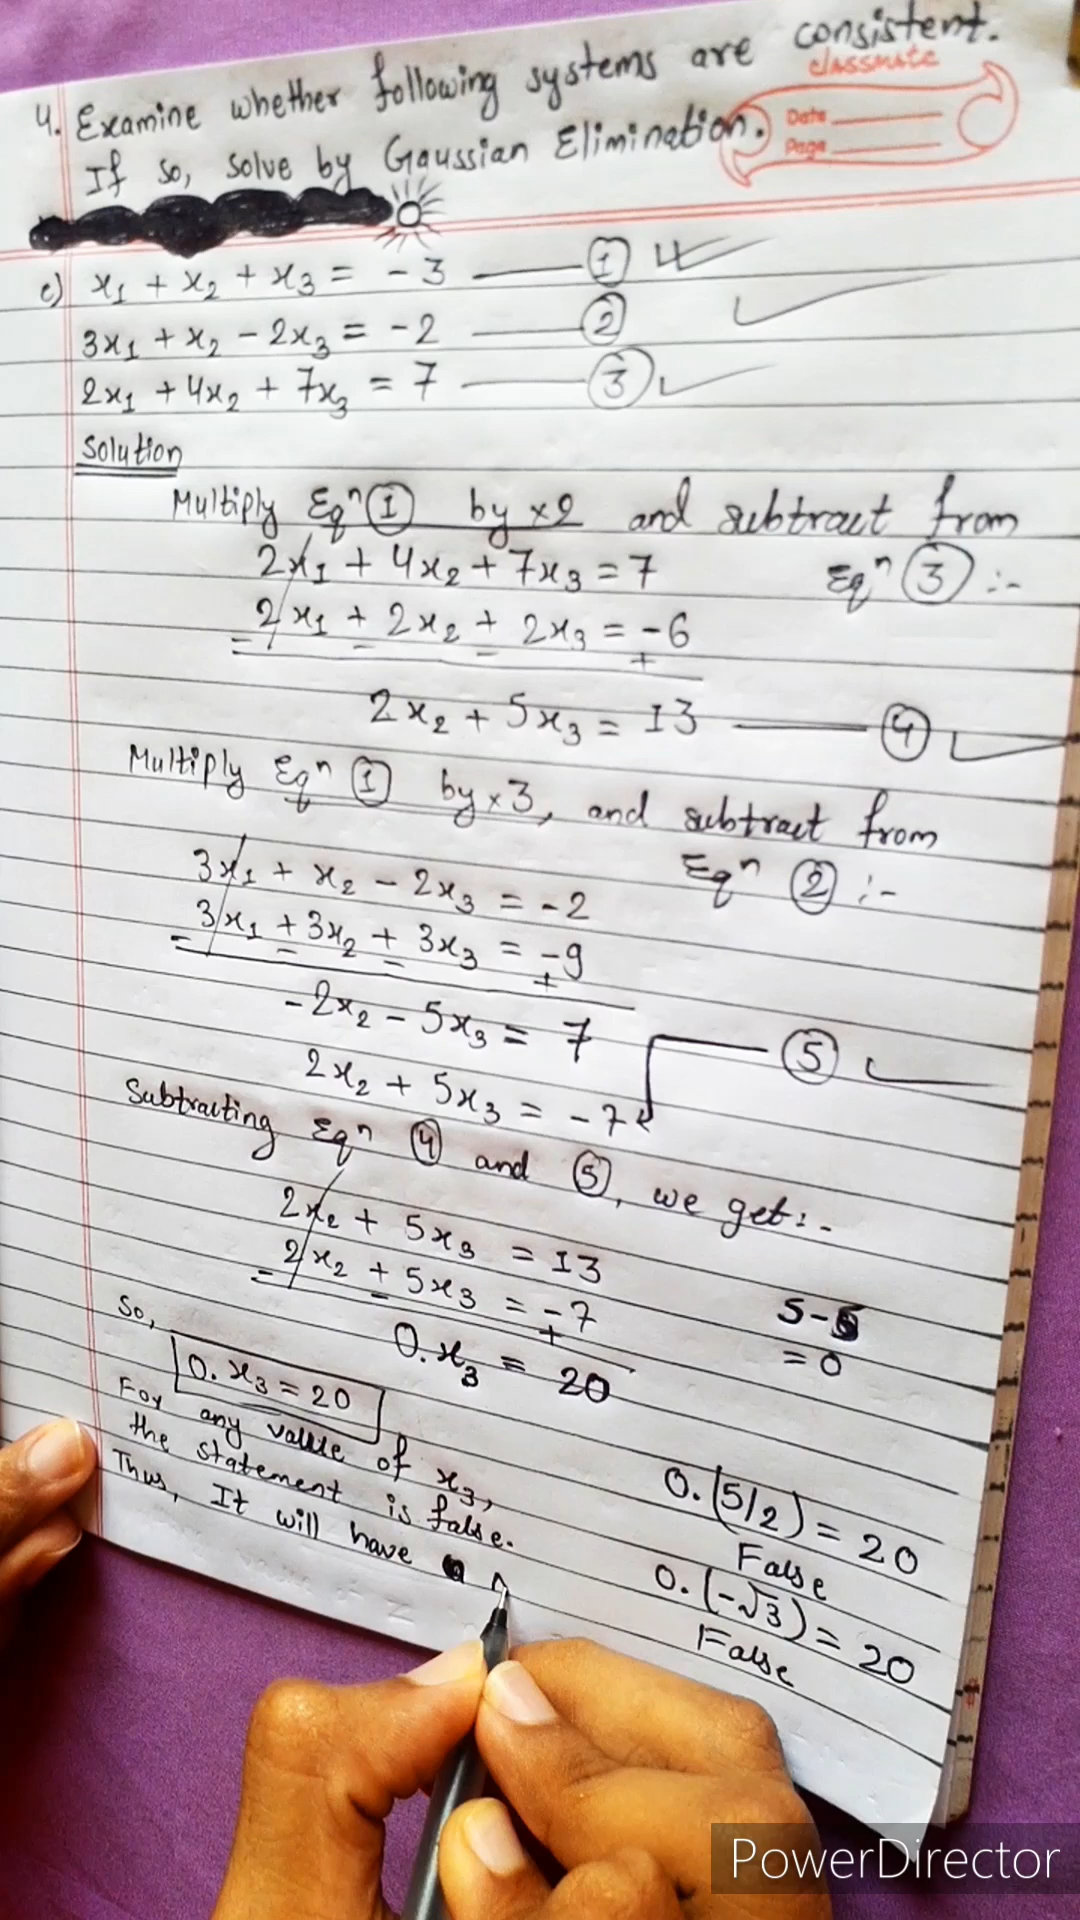 4. Examine whether following systems are consistent.
If so, solve by Gaussian Elimination.
classmate
Date
Page
c) x₁ + x₂ + x₃ = -3 ——— ①
3x₁ + x₂ - 2x₃ = -2 ——— ②
2x₁ + 4x₂ + 7x₃ = 7 ——— ③
Solution
Multiply Eqⁿ ① by ×2 and subtract from
Eqⁿ ③ :-
2x₁ + 4x₂ + 7x₃ = 7
2x₁ + 2x₂ + 2x₃ = -6
- - - +
2x₂ + 5x₃ = 13 ——— ④
Multiply Eqⁿ ① by ×3, and subtract from
Eqⁿ ② :-
3x₁ + x₂ - 2x₃ = -2
3x₁ + 3x₂ + 3x₃ = -9
- - - +
-2x₂ - 5x₃ = 7
2x₂ + 5x₃ = -7 ——— ⑤
Subtracting Eqⁿ ④ and ⑤, we get:-
2x₂ + 5x₃ = 13
2x₂ + 5x₃ = -7
- - +
0.x₃ = 20
5-5
= 0
So,
0. x₃ = 20
For any value of x₃,
the statement is false.
Thus, It will have
0.(5/2) = 20
False
0.(-√3) = 20
False
PowerDirector